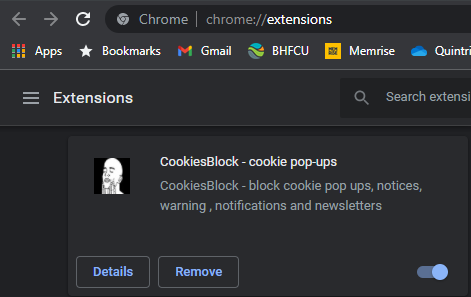 Chrome | chrome://extensions
Apps Bookmarks Gmail BHFCU Memrise Quintri
Extensions Search extensi
CookiesBlock - cookie pop-ups
CookiesBlock - block cookie pop ups, notices,
warning , notifications and newsletters
Details Remove